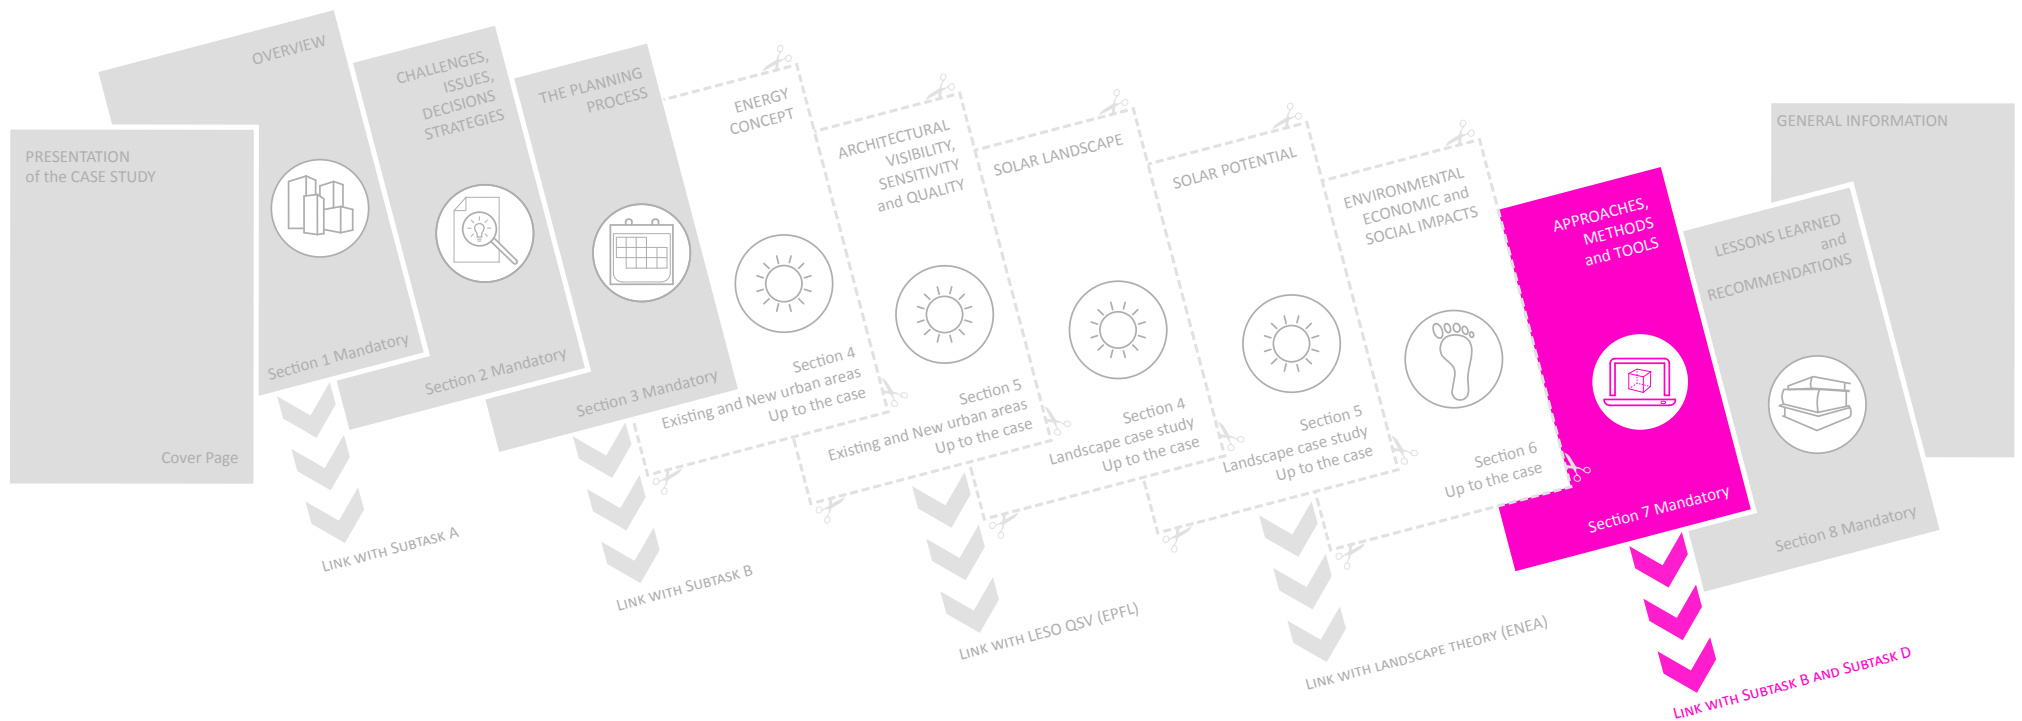 PRESENTATION
of the CASE STUDY
Cover Page
OVERVIEW
Section 1 Mandatory
LINK WITH SUBTASK A
CHALLENGES,
ISSUES,
DECISIONS
STRATEGIES
Section 2 Mandatory
THE PLANNING
PROCESS
Section 3 Mandatory
LINK WITH SUBTASK B
ENERGY
CONCEPT
Section 4
Existing and New urban areas
Up to the case
ARCHITECTURAL
VISIBILITY,
SENSITIVITY
and QUALITY
Section 5
Existing and New urban areas
Up to the case
LINK WITH LESO QSV (EPFL)
SOLAR LANDSCAPE
Section 4
Landscape case study
Up to the case
SOLAR POTENTIAL
Section 5
Landscape case study
Up to the case
LINK WITH LANDSCAPE THEORY (ENEA)
ENVIRONMENTAL
ECONOMIC and
SOCIAL IMPACTS
Section 6
Up to the case
APPROACHES,
METHODS
and TOOLS
Section 7 Mandatory
LINK WITH SUBTASK B AND SUBTASK D
LESSONS LEARNED
and
RECOMMENDATIONS
Section 8 Mandatory
GENERAL INFORMATION